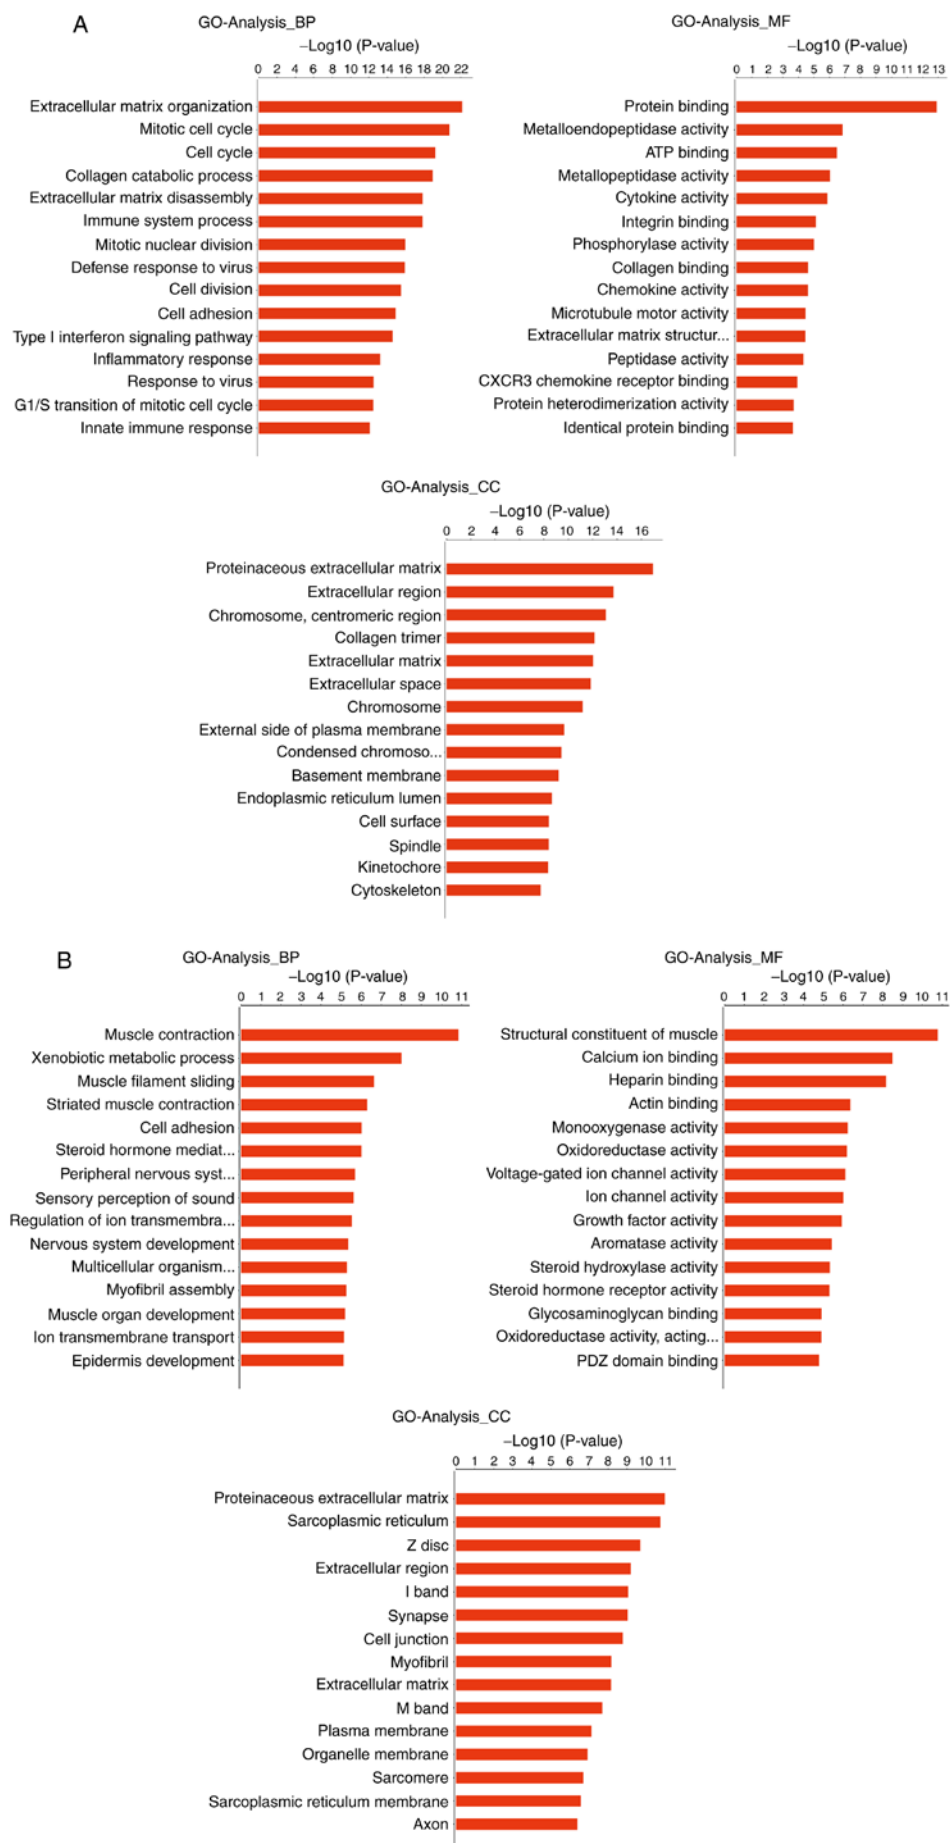 A
GO-Analysis_BP
−Log10 (P-value)
0 2 4 6 8 10 12 14 16 18 20 22
Extracellular matrix organization
Mitotic cell cycle
Cell cycle
Collagen catabolic process
Extracellular matrix disassembly
Immune system process
Mitotic nuclear division
Defense response to virus
Cell division
Cell adhesion
Type I interferon signaling pathway
Inflammatory response
Response to virus
G1/S transition of mitotic cell cycle
Innate immune response
GO-Analysis_MF
−Log10 (P-value)
0 1 2 3 4 5 6 7 8 9 10 11 12 13
Protein binding
Metalloendopeptidase activity
ATP binding
Metallopeptidase activity
Cytokine activity
Integrin binding
Phosphorylase activity
Collagen binding
Chemokine activity
Microtubule motor activity
Extracellular matrix structur...
Peptidase activity
CXCR3 chemokine receptor binding
Protein heterodimerization activity
Identical protein binding
GO-Analysis_CC
−Log10 (P-value)
0 2 4 6 8 10 12 14 16
Proteinaceous extracellular matrix
Extracellular region
Chromosome, centromeric region
Collagen trimer
Extracellular matrix
Extracellular space
Chromosome
External side of plasma membrane
Condensed chromoso...
Basement membrane
Endoplasmic reticulum lumen
Cell surface
Spindle
Kinetochore
Cytoskeleton
B
GO-Analysis_BP
−Log10 (P-value)
0 1 2 3 4 5 6 7 8 9 10 11
Muscle contraction
Xenobiotic metabolic process
Muscle filament sliding
Striated muscle contraction
Cell adhesion
Steroid hormone mediat...
Peripheral nervous syst...
Sensory perception of sound
Regulation of ion transmembra...
Nervous system development
Multicellular organism...
Myofibril assembly
Muscle organ development
Ion transmembrane transport
Epidermis development
GO-Analysis_MF
−Log10 (P-value)
0 1 2 3 4 5 6 7 8 9 10 11
Structural constituent of muscle
Calcium ion binding
Heparin binding
Actin binding
Monooxygenase activity
Oxidoreductase activity
Voltage-gated ion channel activity
Ion channel activity
Growth factor activity
Aromatase activity
Steroid hydroxylase activity
Steroid hormone receptor activity
Glycosaminoglycan binding
Oxidoreductase activity, acting...
PDZ domain binding
GO-Analysis_CC
−Log10 (P-value)
0 1 2 3 4 5 6 7 8 9 10 11
Proteinaceous extracellular matrix
Sarcoplasmic reticulum
Z disc
Extracellular region
I band
Synapse
Cell junction
Myofibril
Extracellular matrix
M band
Plasma membrane
Organelle membrane
Sarcomere
Sarcoplasmic reticulum membrane
Axon